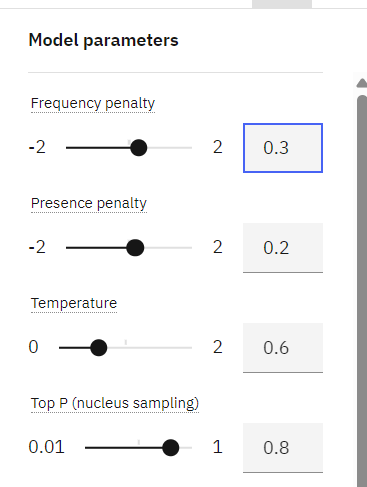 Model parameters
Frequency penalty
-2 2 0.3
Presence penalty
-2 2 0.2
Temperature
0 2 0.6
Top P (nucleus sampling)
0.01 1 0.8